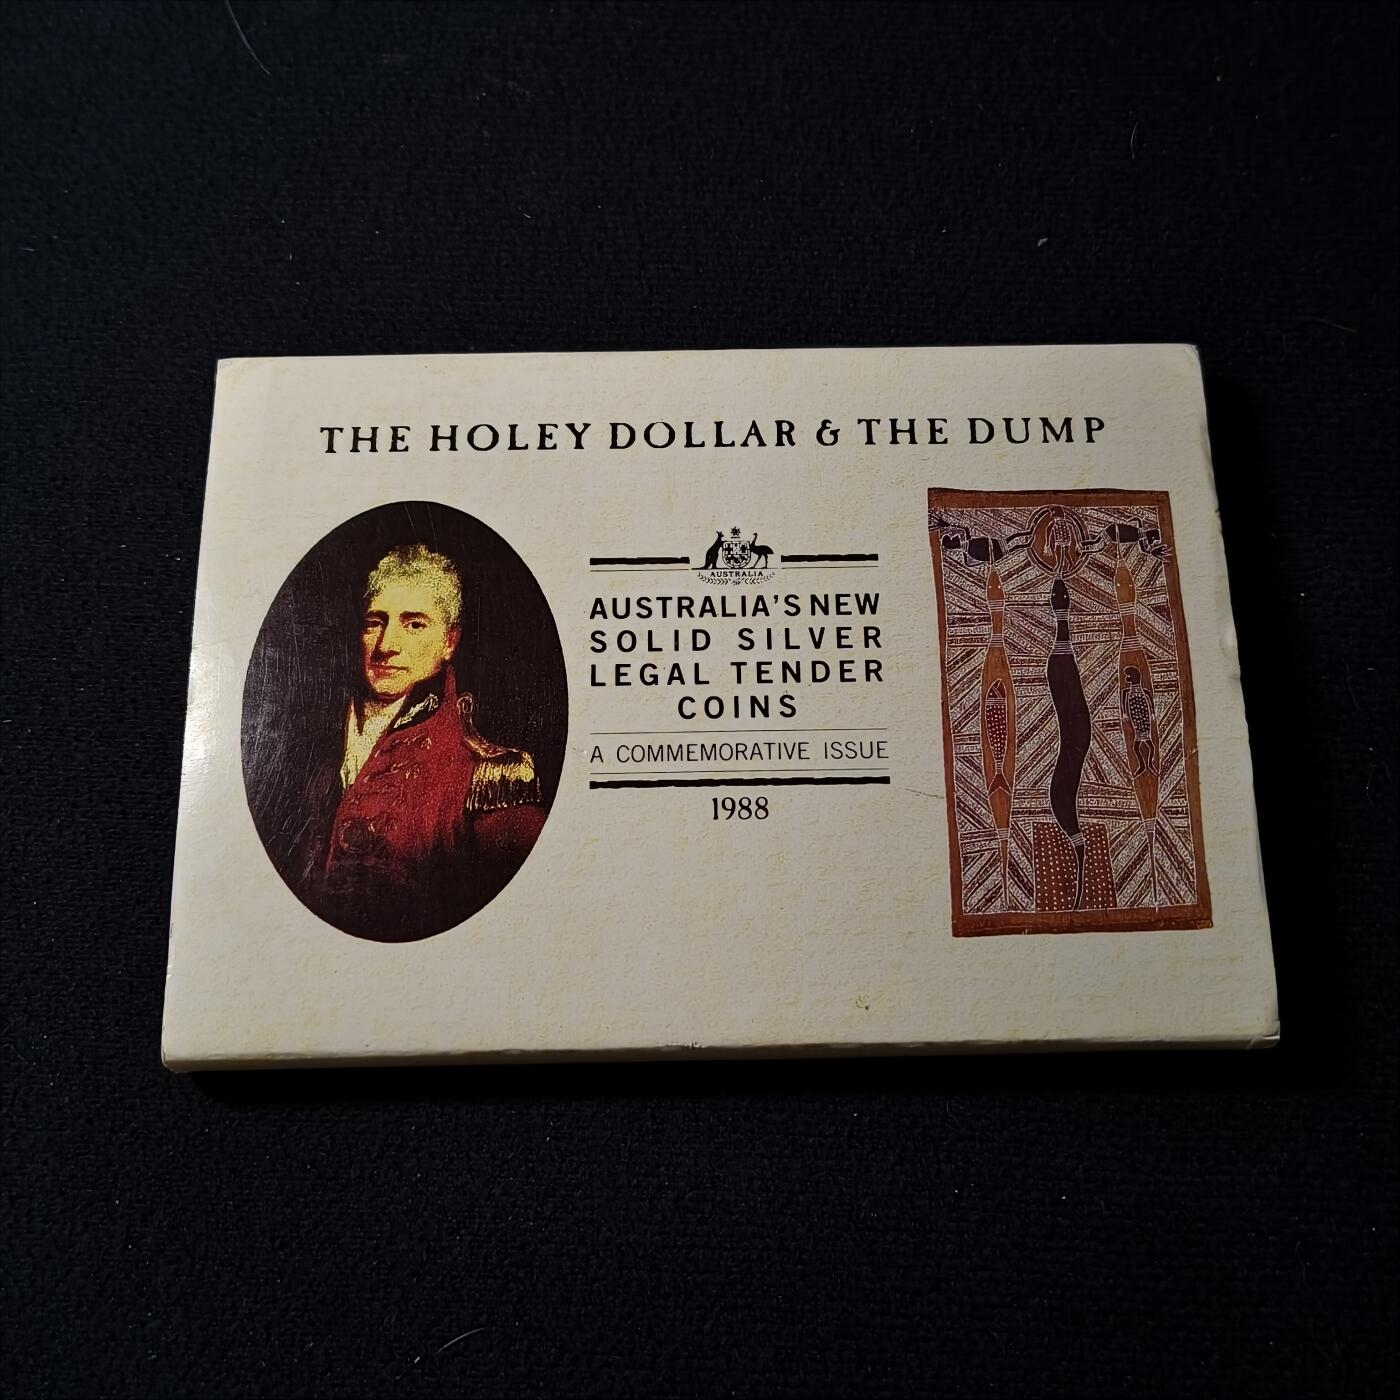 THE HOLEY DOLLAR & THE DUMP
AUSTRALIA
AUSTRALIA'S NEW
SOLID SILVER
LEGAL TENDER
COINS
A COMMEMORATIVE ISSUE
1988